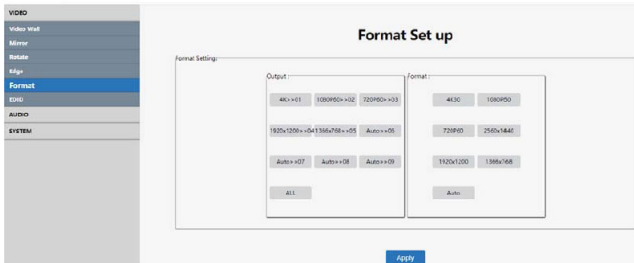 VIDEO
Video Wall
Mirror
Rotate
Edge
Format
EDID
AUDIO
SYSTEM
Format Set up
Format Setting:
Output :
4K>>01 1080P60>>02 720P60>>03
1920x1200>>04 1366x768>>05 Auto>>06
Auto>>07 Auto>>08 Auto>>09
ALL
Format :
4K30 1080P60
720P60 2560x1440
1920x1200 1366x768
Auto
Apply